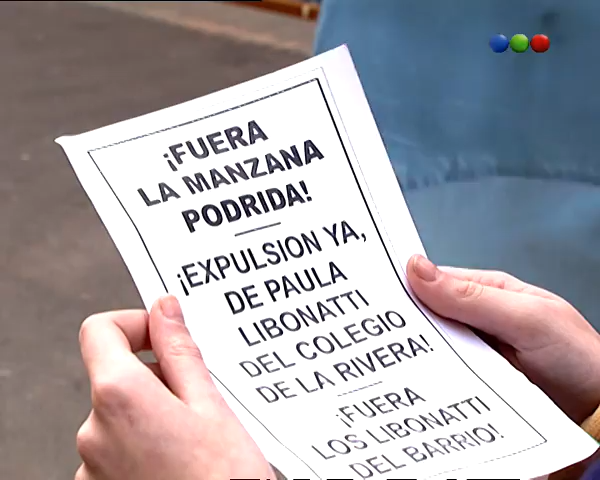 ¡FUERA
LA MANZANA
PODRIDA!
¡EXPULSION YA,
DE PAULA
LIBONATTI
DEL COLEGIO
DE LA RIVERA!
¡FUERA
LOS LIBONATTI
DEL BARRIO!